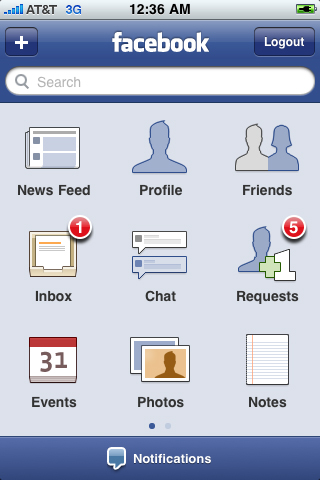 AT&T 3G 12:36 AM
+ facebook Logout
Search
News Feed Profile Friends
1 5
Inbox Chat Requests
31
Events Photos Notes
Notifications